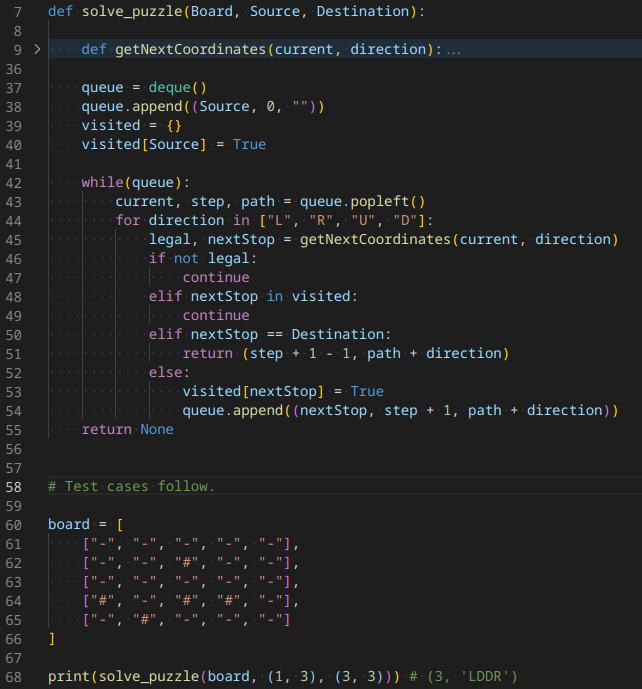 7 def solve_puzzle(Board, Source, Destination):
8
9 > def getNextCoordinates(current, direction):...
36
37     queue = deque()
38     queue.append((Source, 0, ""))
39     visited = {}
40     visited[Source] = True
41
42     while(queue):
43         current, step, path = queue.popleft()
44         for direction in ["L", "R", "U", "D"]:
45             legal, nextStop = getNextCoordinates(current, direction)
46             if not legal:
47                 continue
48             elif nextStop in visited:
49                 continue
50             elif nextStop == Destination:
51                 return (step + 1 - 1, path + direction)
52             else:
53                 visited[nextStop] = True
54                 queue.append((nextStop, step + 1, path + direction))
55     return None
56
57
58 # Test cases follow.
59
60 board = [
61     ["-", "-", "-", "-", "-"],
62     ["-", "-", "#", "-", "-"],
63     ["-", "-", "-", "-", "-"],
64     ["#", "-", "#", "#", "-"],
65     ["-", "#", "-", "-", "-"]
66 ]
67
68 print(solve_puzzle(board, (1, 3), (3, 3))) # (3, 'LDDR')